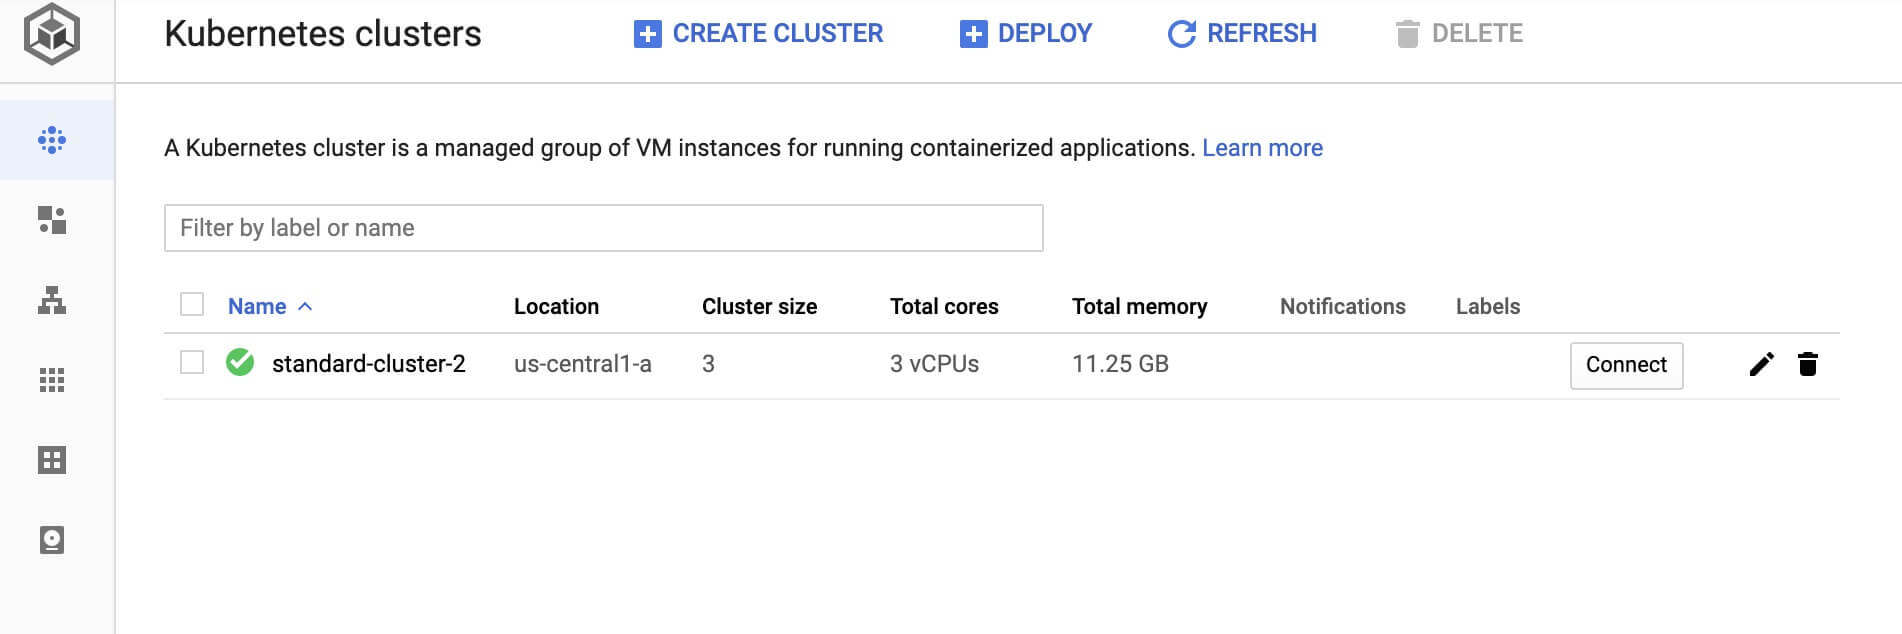 Kubernetes clusters CREATE CLUSTER DEPLOY REFRESH DELETE
A Kubernetes cluster is a managed group of VM instances for running containerized applications. Learn more
Filter by label or name
Name Location Cluster size Total cores Total memory Notifications Labels
standard-cluster-2 us-central1-a 3 3 vCPUs 11.25 GB Connect